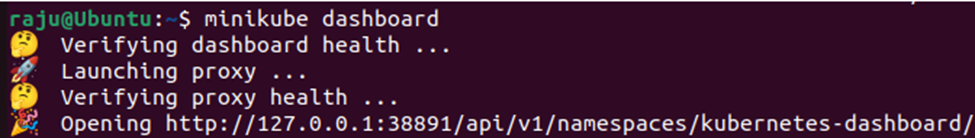 raju@Ubuntu:~$ minikube dashboard
🤔 Verifying dashboard health ...
🚀 Launching proxy ...
🤔 Verifying proxy health ...
🎉 Opening http://127.0.0.1:38891/api/v1/namespaces/kubernetes-dashboard/